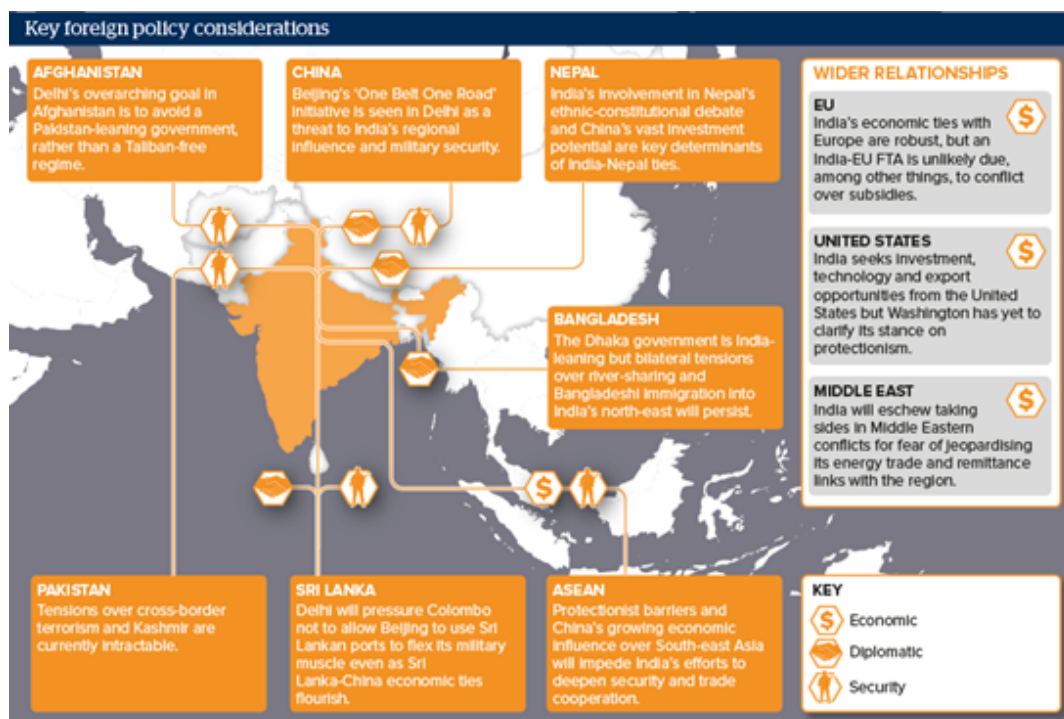 Key foreign policy considerations
AFGHANISTAN
Delhi's overarching goal in
Afghanistan is to avoid a
Pakistan-leaning government,
rather than a Taliban-free
regime.
CHINA
Beijing's 'One Belt One Road'
initiative is seen in Delhi as a
threat to India's regional
influence and military security.
NEPAL
India's involvement in Nepal's
ethnic-constitutional debate
and China's vast investment
potential are key determinants
of India-Nepal ties.
WIDER RELATIONSHIPS
EU
$
India's economic ties with
Europe are robust, but an
India-EU FTA is unlikely due,
among other things, to conflict
over subsidies.
UNITED STATES
$
India seeks investment,
technology and export
opportunities from the United
States but Washington has yet to
clarify its stance on
protectionism.
MIDDLE EAST
$
India will eschew taking
sides in Middle Eastern
conflicts for fear of jeopardising
its energy trade and remittance
links with the region.
BANGLADESH
The Dhaka government is India-
leaning but bilateral tensions
over river-sharing and
Bangladeshi immigration into
India's north-east will persist.
$
PAKISTAN
Tensions over cross-border
terrorism and Kashmir are
currently intractable.
SRI LANKA
Delhi will pressure Colombo
not to allow Beijing to use Sri
Lankan ports to flex its military
muscle even as Sri
Lanka-China economic ties
flourish.
ASEAN
Protectionist barriers and
China's growing economic
influence over South-east Asia
will impede India's efforts to
deepen security and trade
cooperation.
KEY
$ Economic
Diplomatic
Security